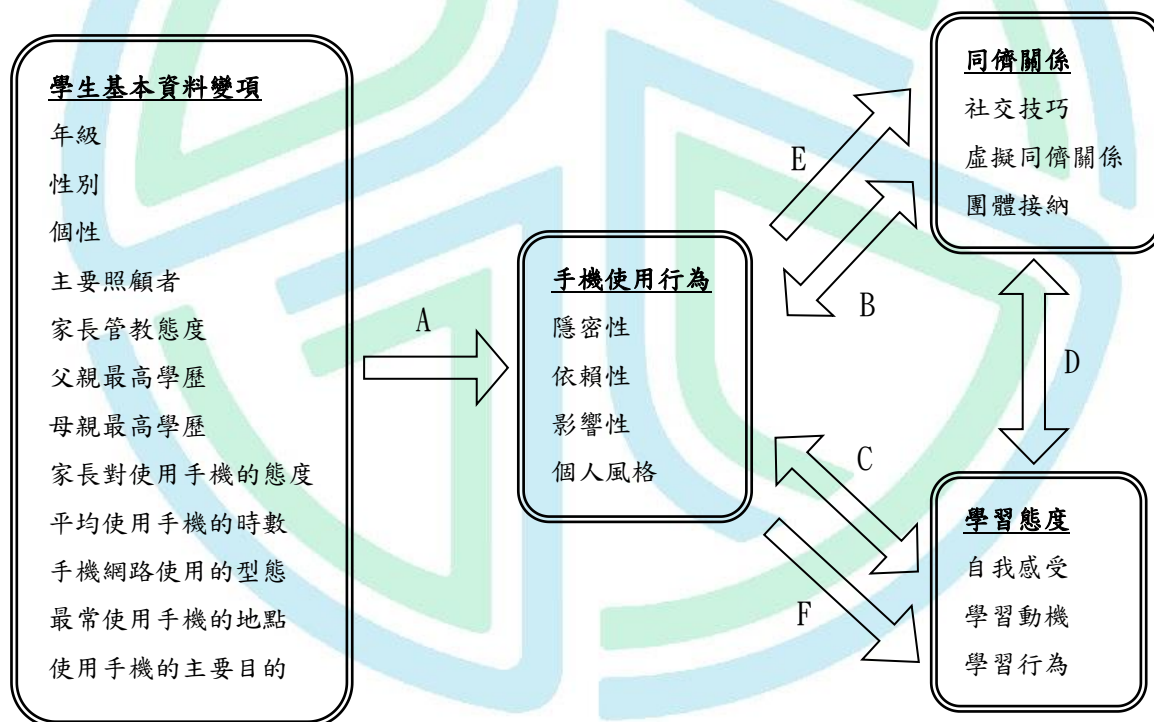 學生基本資料變項
年級
性別
個性
主要照顧者
家長管教態度
父親最高學歷
母親最高學歷
家長對使用手機的態度
平均使用手機的時數
手機網路使用的型態
最常使用手機的地點
使用手機的主要目的
A
手機使用行為
隱密性
依賴性
影響性
個人風格
E
B
C
F
同儕關係
社交技巧
虛擬同儕關係
團體接納
D
學習態度
自我感受
學習動機
學習行為